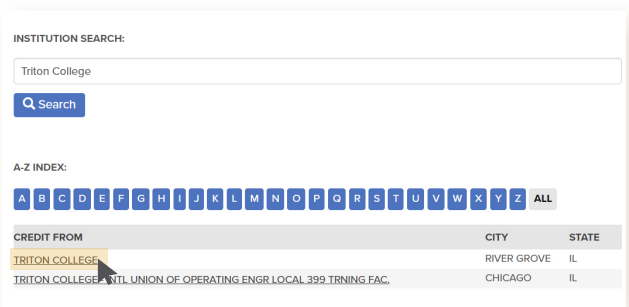 INSTITUTION SEARCH:
Triton College
Search
A-Z INDEX:
A B C D E F G H I J K L M N O P Q R S T U V W X Y Z ALL
CREDIT FROM CITY STATE
TRITON COLLEGE RIVER GROVE IL
TRITON COLLEGE NTL UNION OF OPERATING ENGR LOCAL 399 TRNING FAC. CHICAGO IL